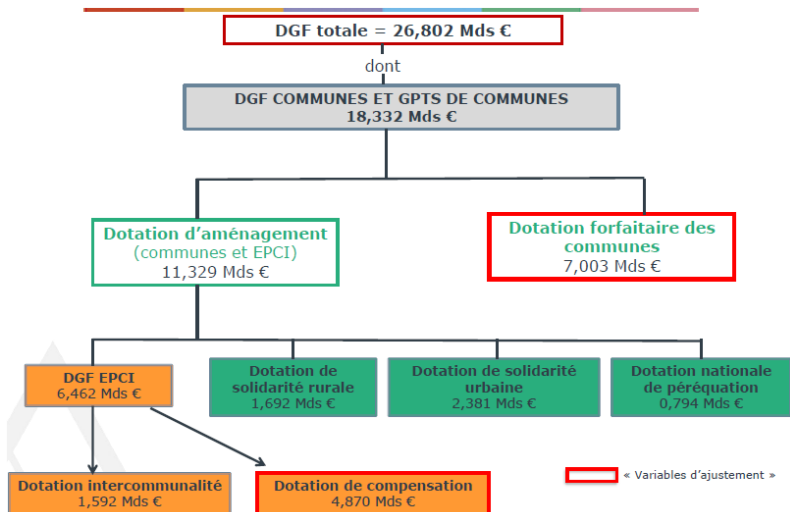 DGF totale = 26,802 Mds €
dont
DGF COMMUNES ET GPTS DE COMMUNES
18,332 Mds €
Dotation d’aménagement
(communes et EPCI)
11,329 Mds €
Dotation forfaitaire des
communes
7,003 Mds €
DGF EPCI
6,462 Mds €
Dotation de
solidarité rurale
1,692 Mds €
Dotation de solidarité
urbaine
2,381 Mds €
Dotation nationale
de péréquation
0,794 Mds €
Dotation intercommunalité
1,592 Mds €
Dotation de compensation
4,870 Mds €
« Variables d’ajustement »